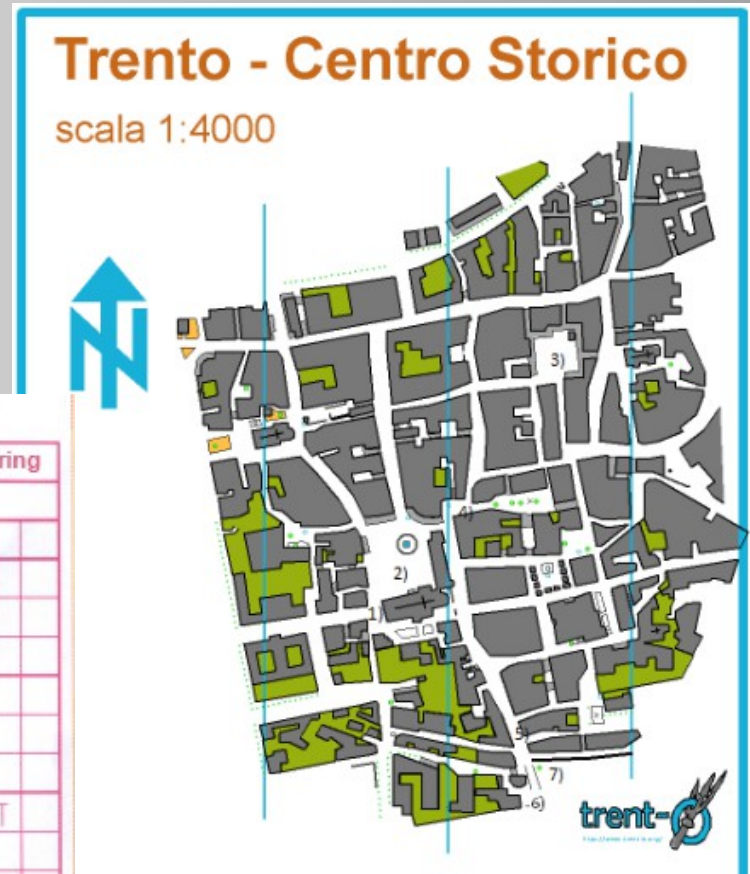 Trento - Centro Storico
scala 1:4000
N
3)
ring
4)
2)
1)
5)
7)
6)
T
trent-O